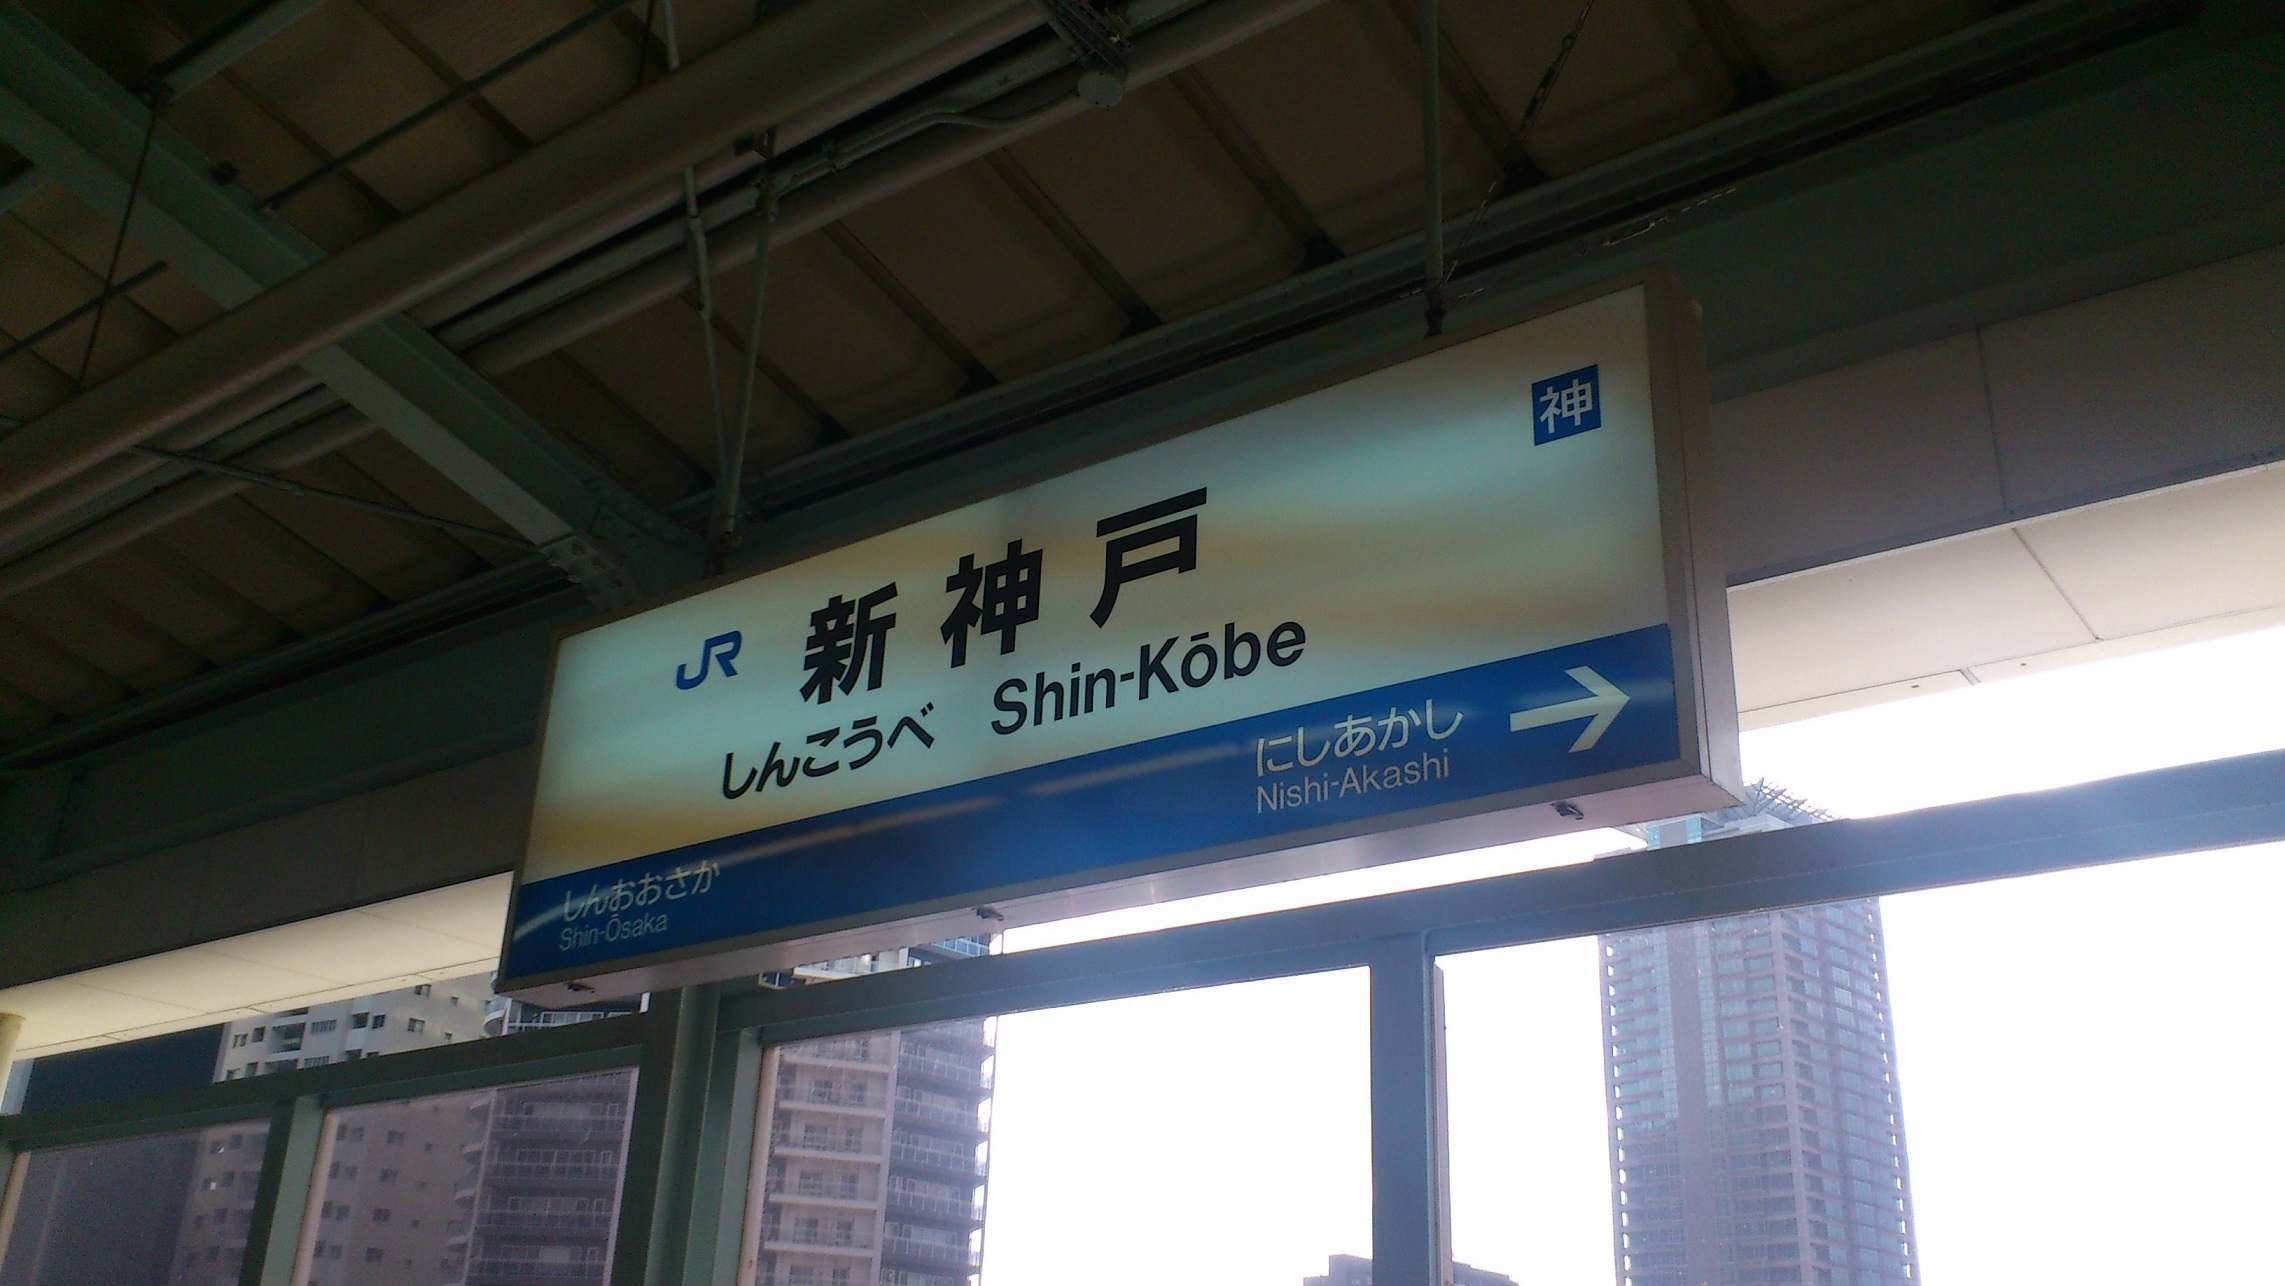 神
JR 新神戸
しんこうべ Shin-Kōbe
にしあかし →
Nishi-Akashi
しんおおさか
Shin-Ōsaka